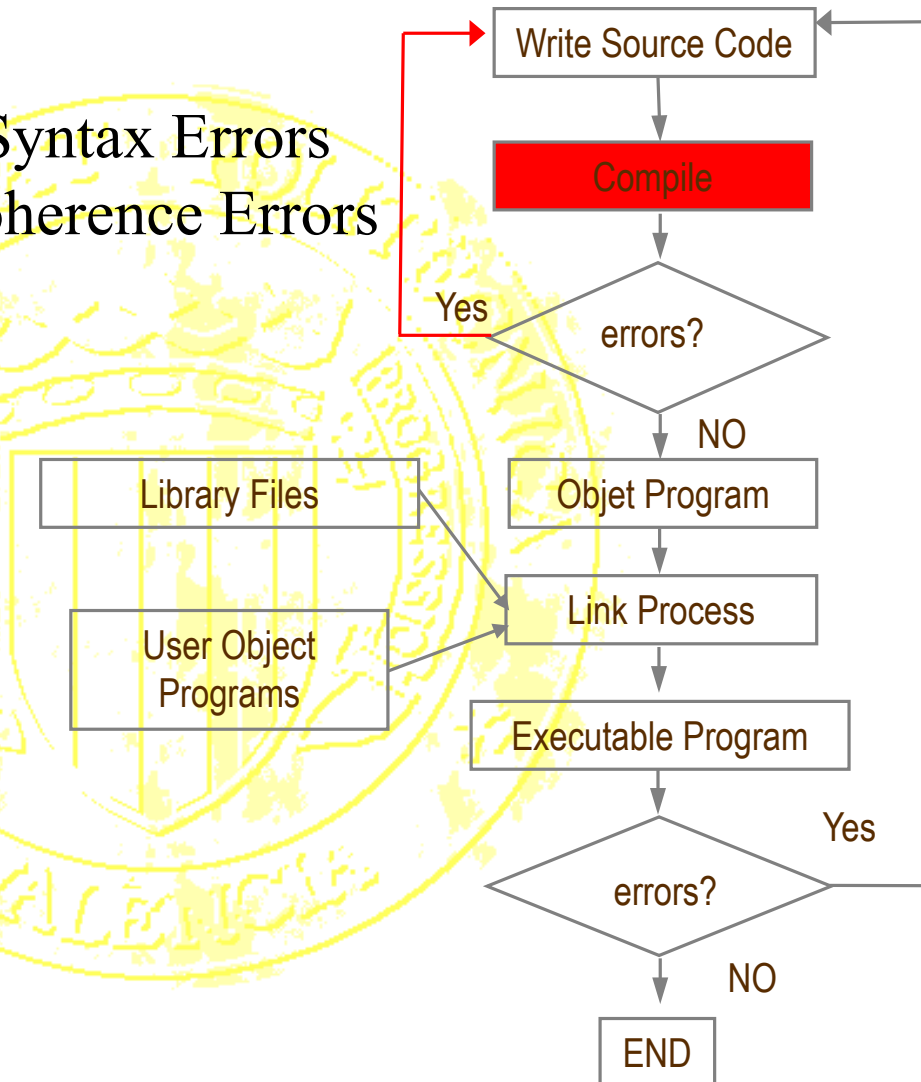 Write Source Code
Syntax Errors
Compile
herence Errors
Yes
errors?
NO
Library Files
Objet Program
Link Process
User Object
Programs
Executable Program
Yes
errors?
NO
END